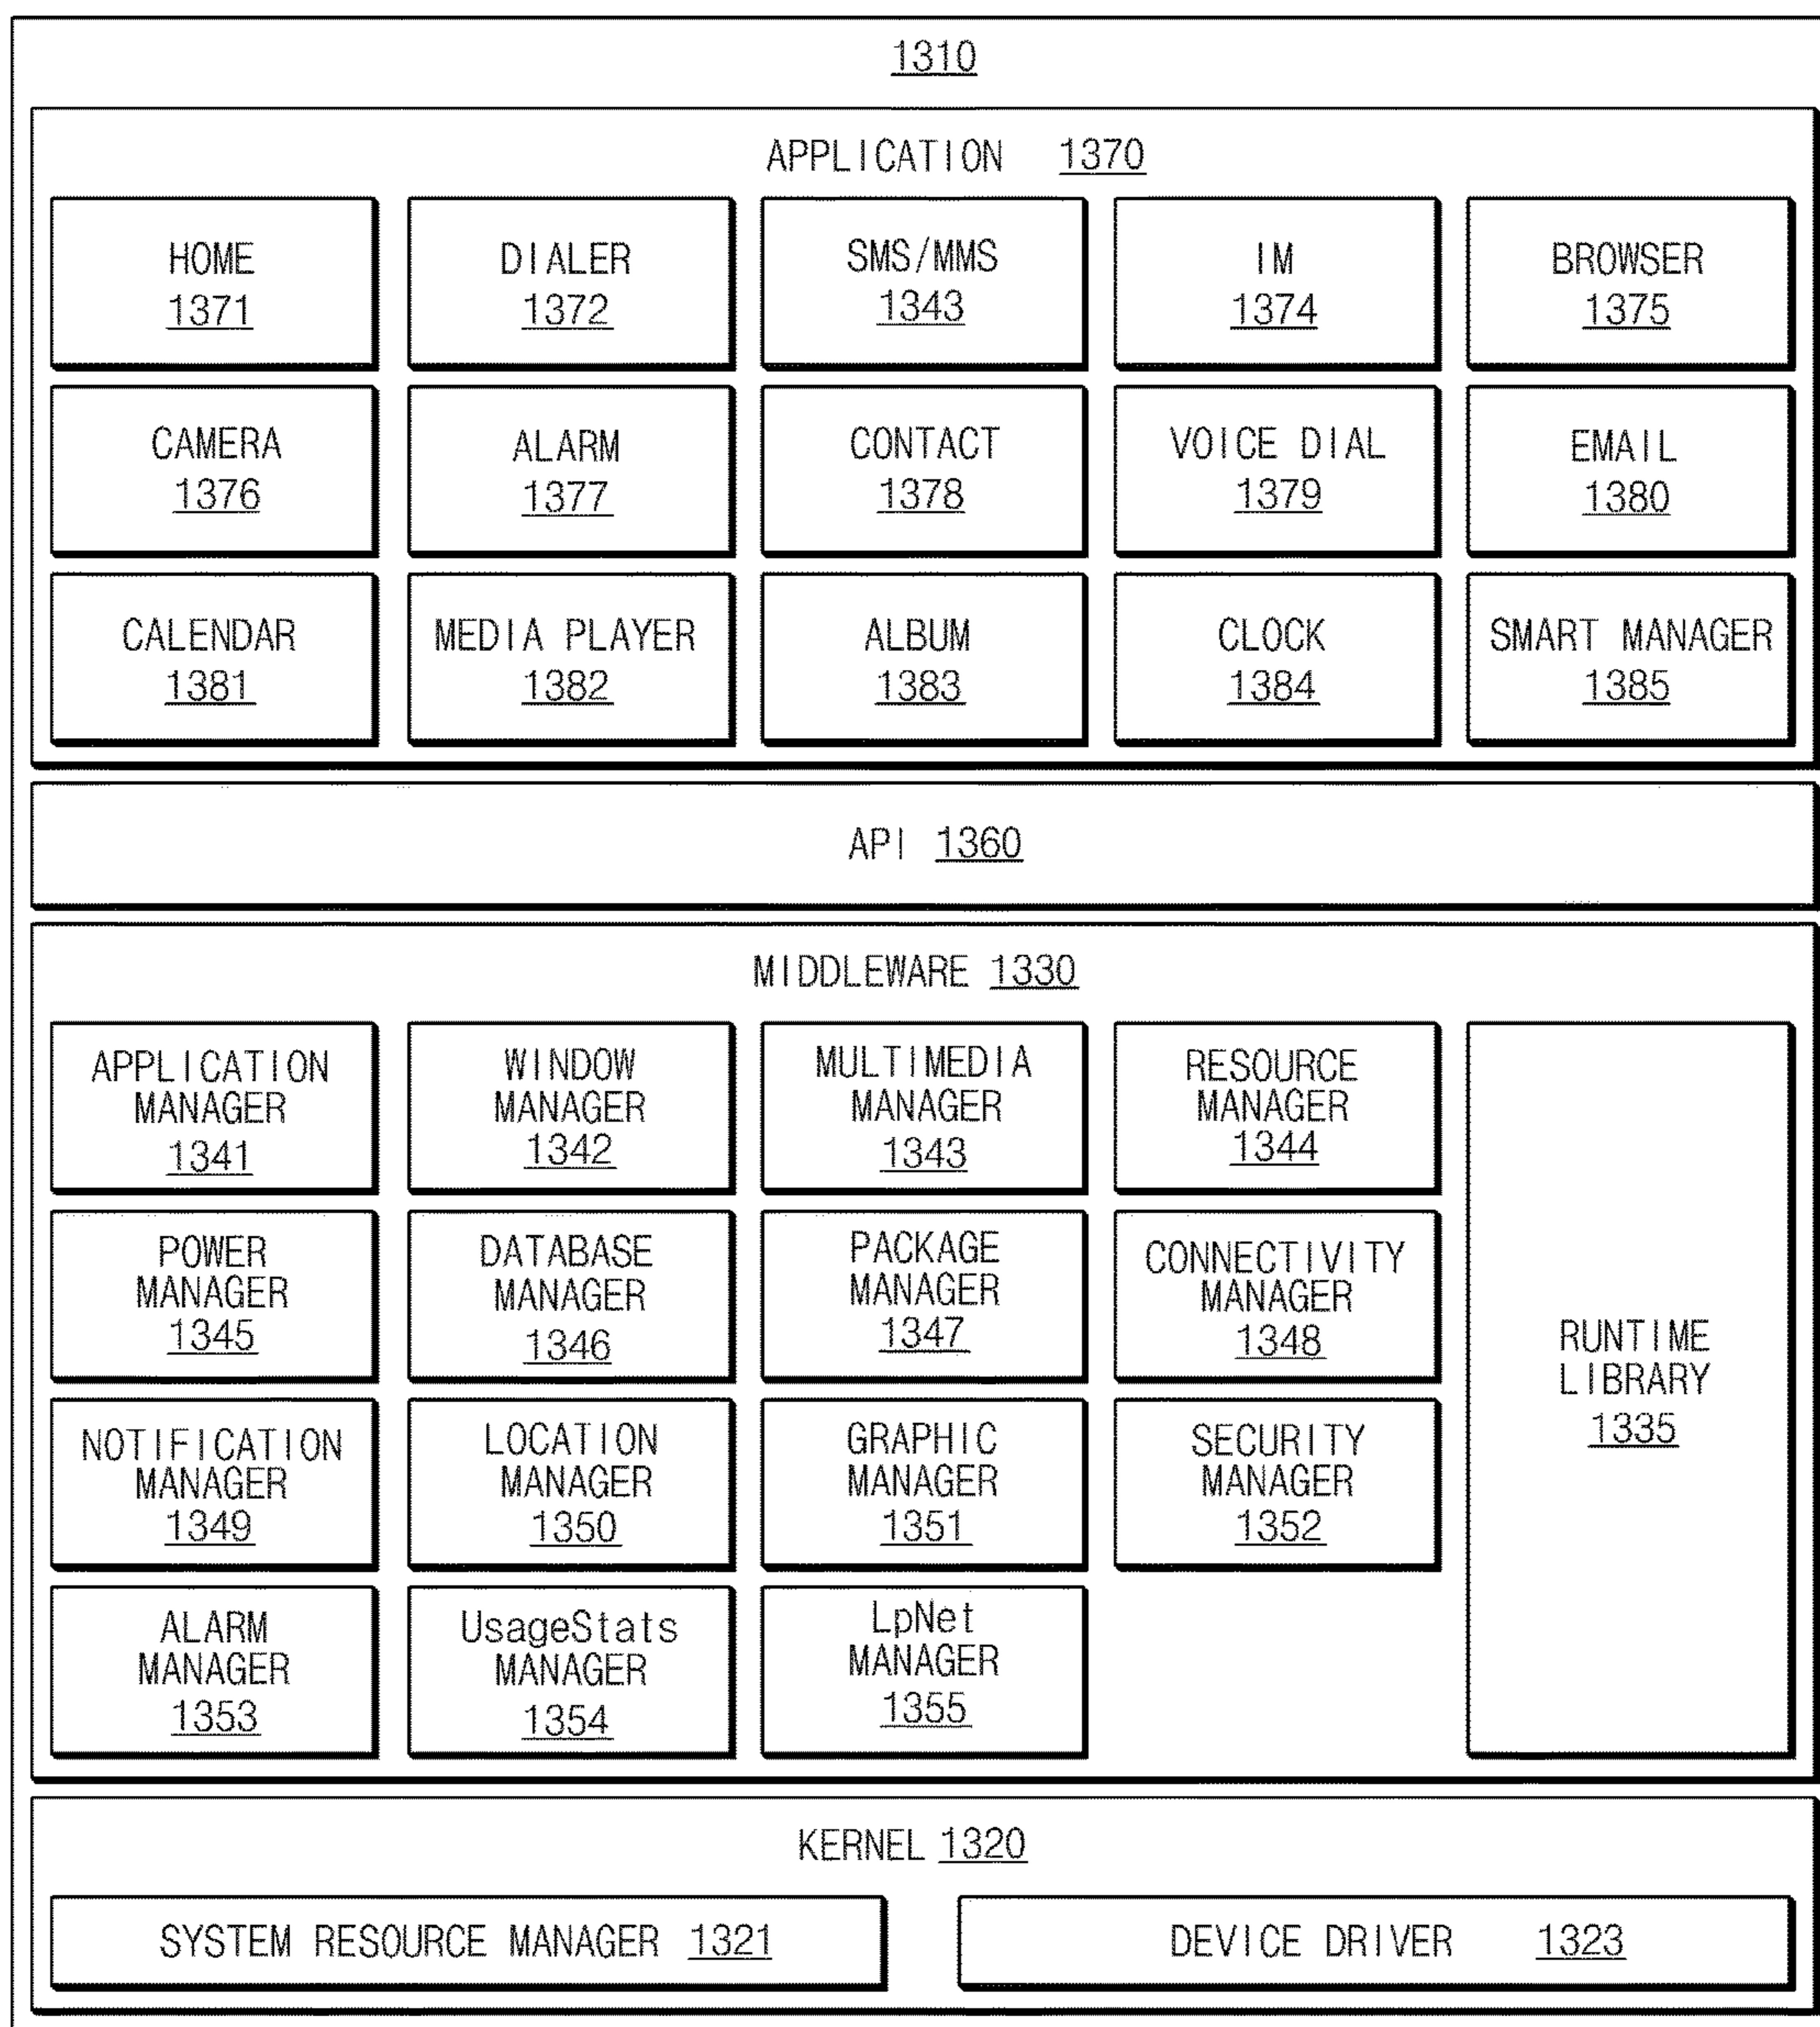 1310
APPLICATION 1370
HOME
1371
DIALER
1372
SMS/MMS
1343
IM
1374
BROWSER
1375
CAMERA
1376
ALARM
1377
CONTACT
1378
VOICE DIAL
1379
EMAIL
1380
CALENDAR
1381
MEDIA PLAYER
1382
ALBUM
1383
CLOCK
1384
SMART MANAGER
1385
API 1360
MIDDLEWARE 1330
APPLICATION
MANAGER
1341
WINDOW
MANAGER
1342
MULTIMEDIA
MANAGER
1343
RESOURCE
MANAGER
1344
POWER
MANAGER
1345
DATABASE
MANAGER
1346
PACKAGE
MANAGER
1347
CONNECTIVITY
MANAGER
1348
NOTIFICATION
MANAGER
1349
LOCATION
MANAGER
1350
GRAPHIC
MANAGER
1351
SECURITY
MANAGER
1352
ALARM
MANAGER
1353
UsageStats
MANAGER
1354
LpNet
MANAGER
1355
RUNTIME
LIBRARY
1335
KERNEL 1320
SYSTEM RESOURCE MANAGER 1321
DEVICE DRIVER 1323